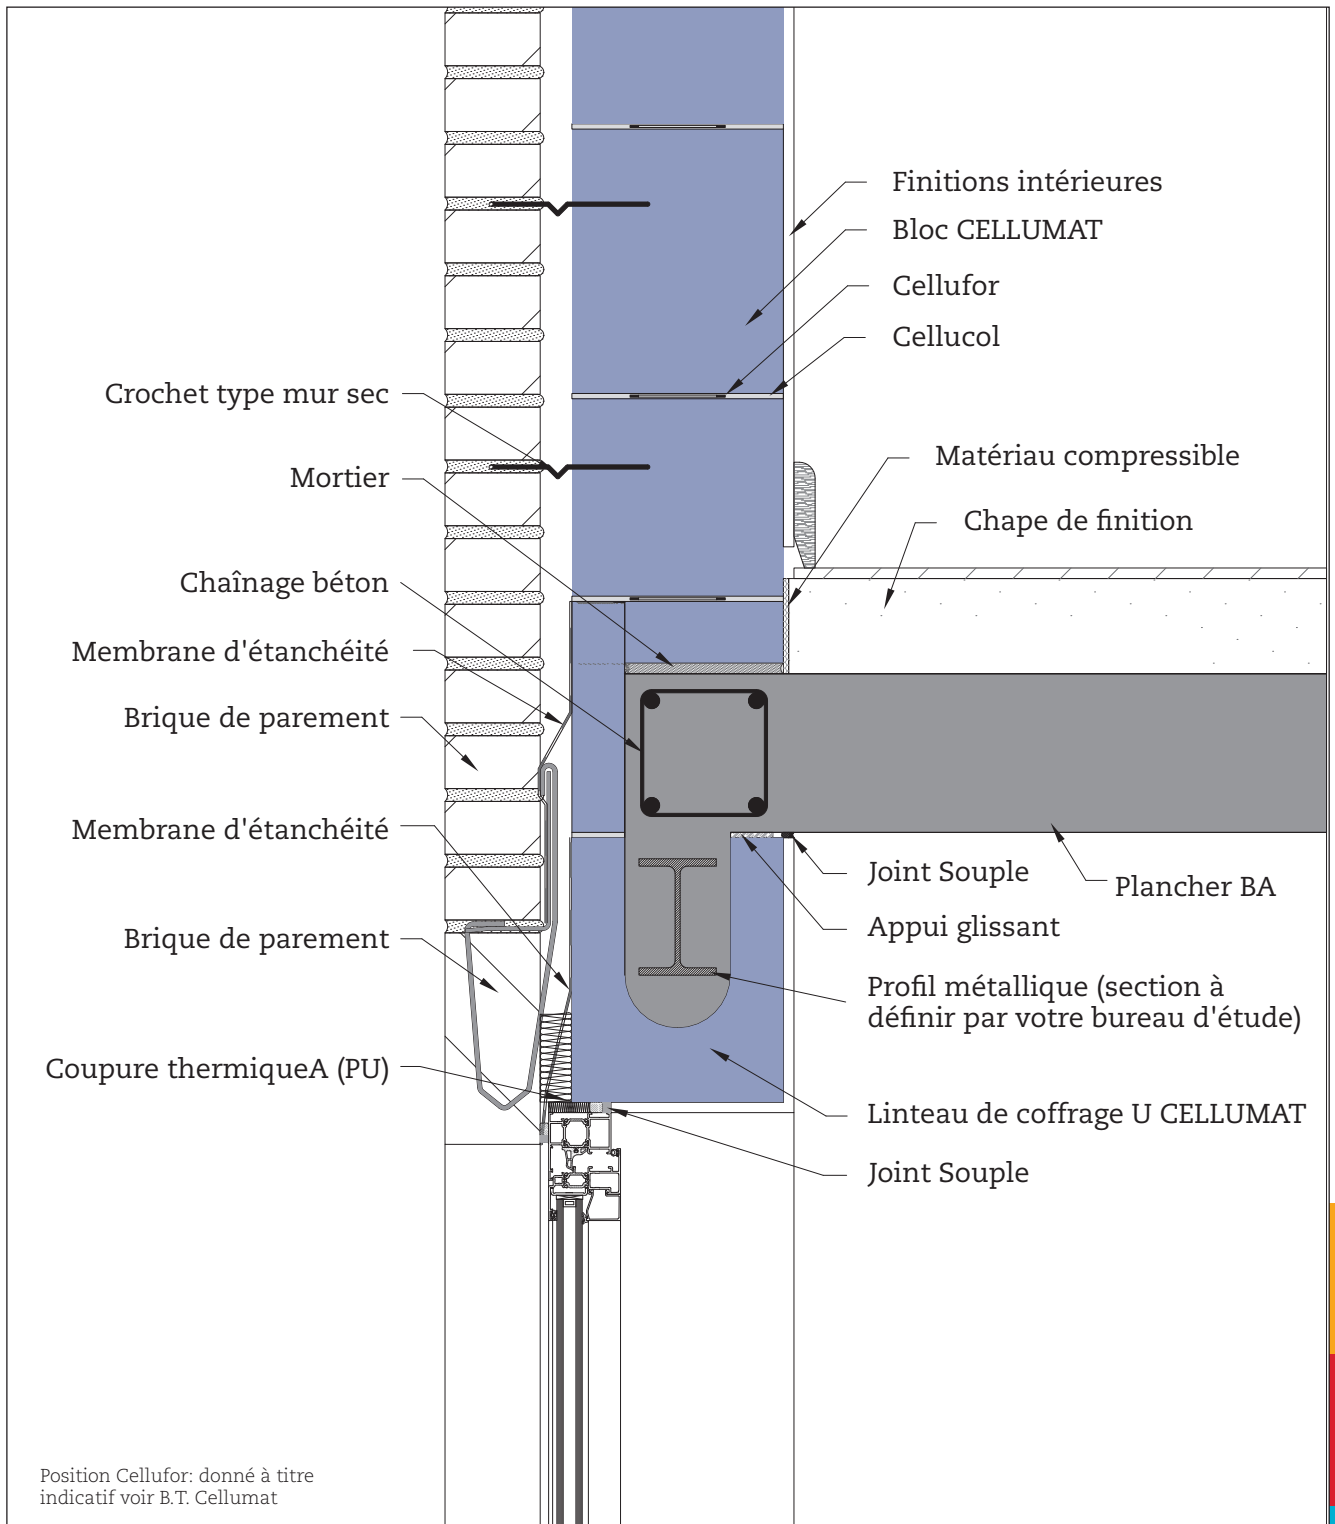 Finitions intérieures
Bloc CELLUMAT
Cellufor
Cellucol
Crochet type mur sec
Matériau compressible
Mortier
Chape de finition
Chaînage béton
Membrane d'étanchéité
Brique de parement
Membrane d'étanchéité
Joint Souple
Plancher BA
Appui glissant
Brique de parement
Profil métallique (section à
définir par votre bureau d'étude)
Coupure thermiqueA (PU)
Linteau de coffrage U CELLUMAT
Joint Souple
Position Cellufor: donné à titre
indicatif voir B.T. Cellumat